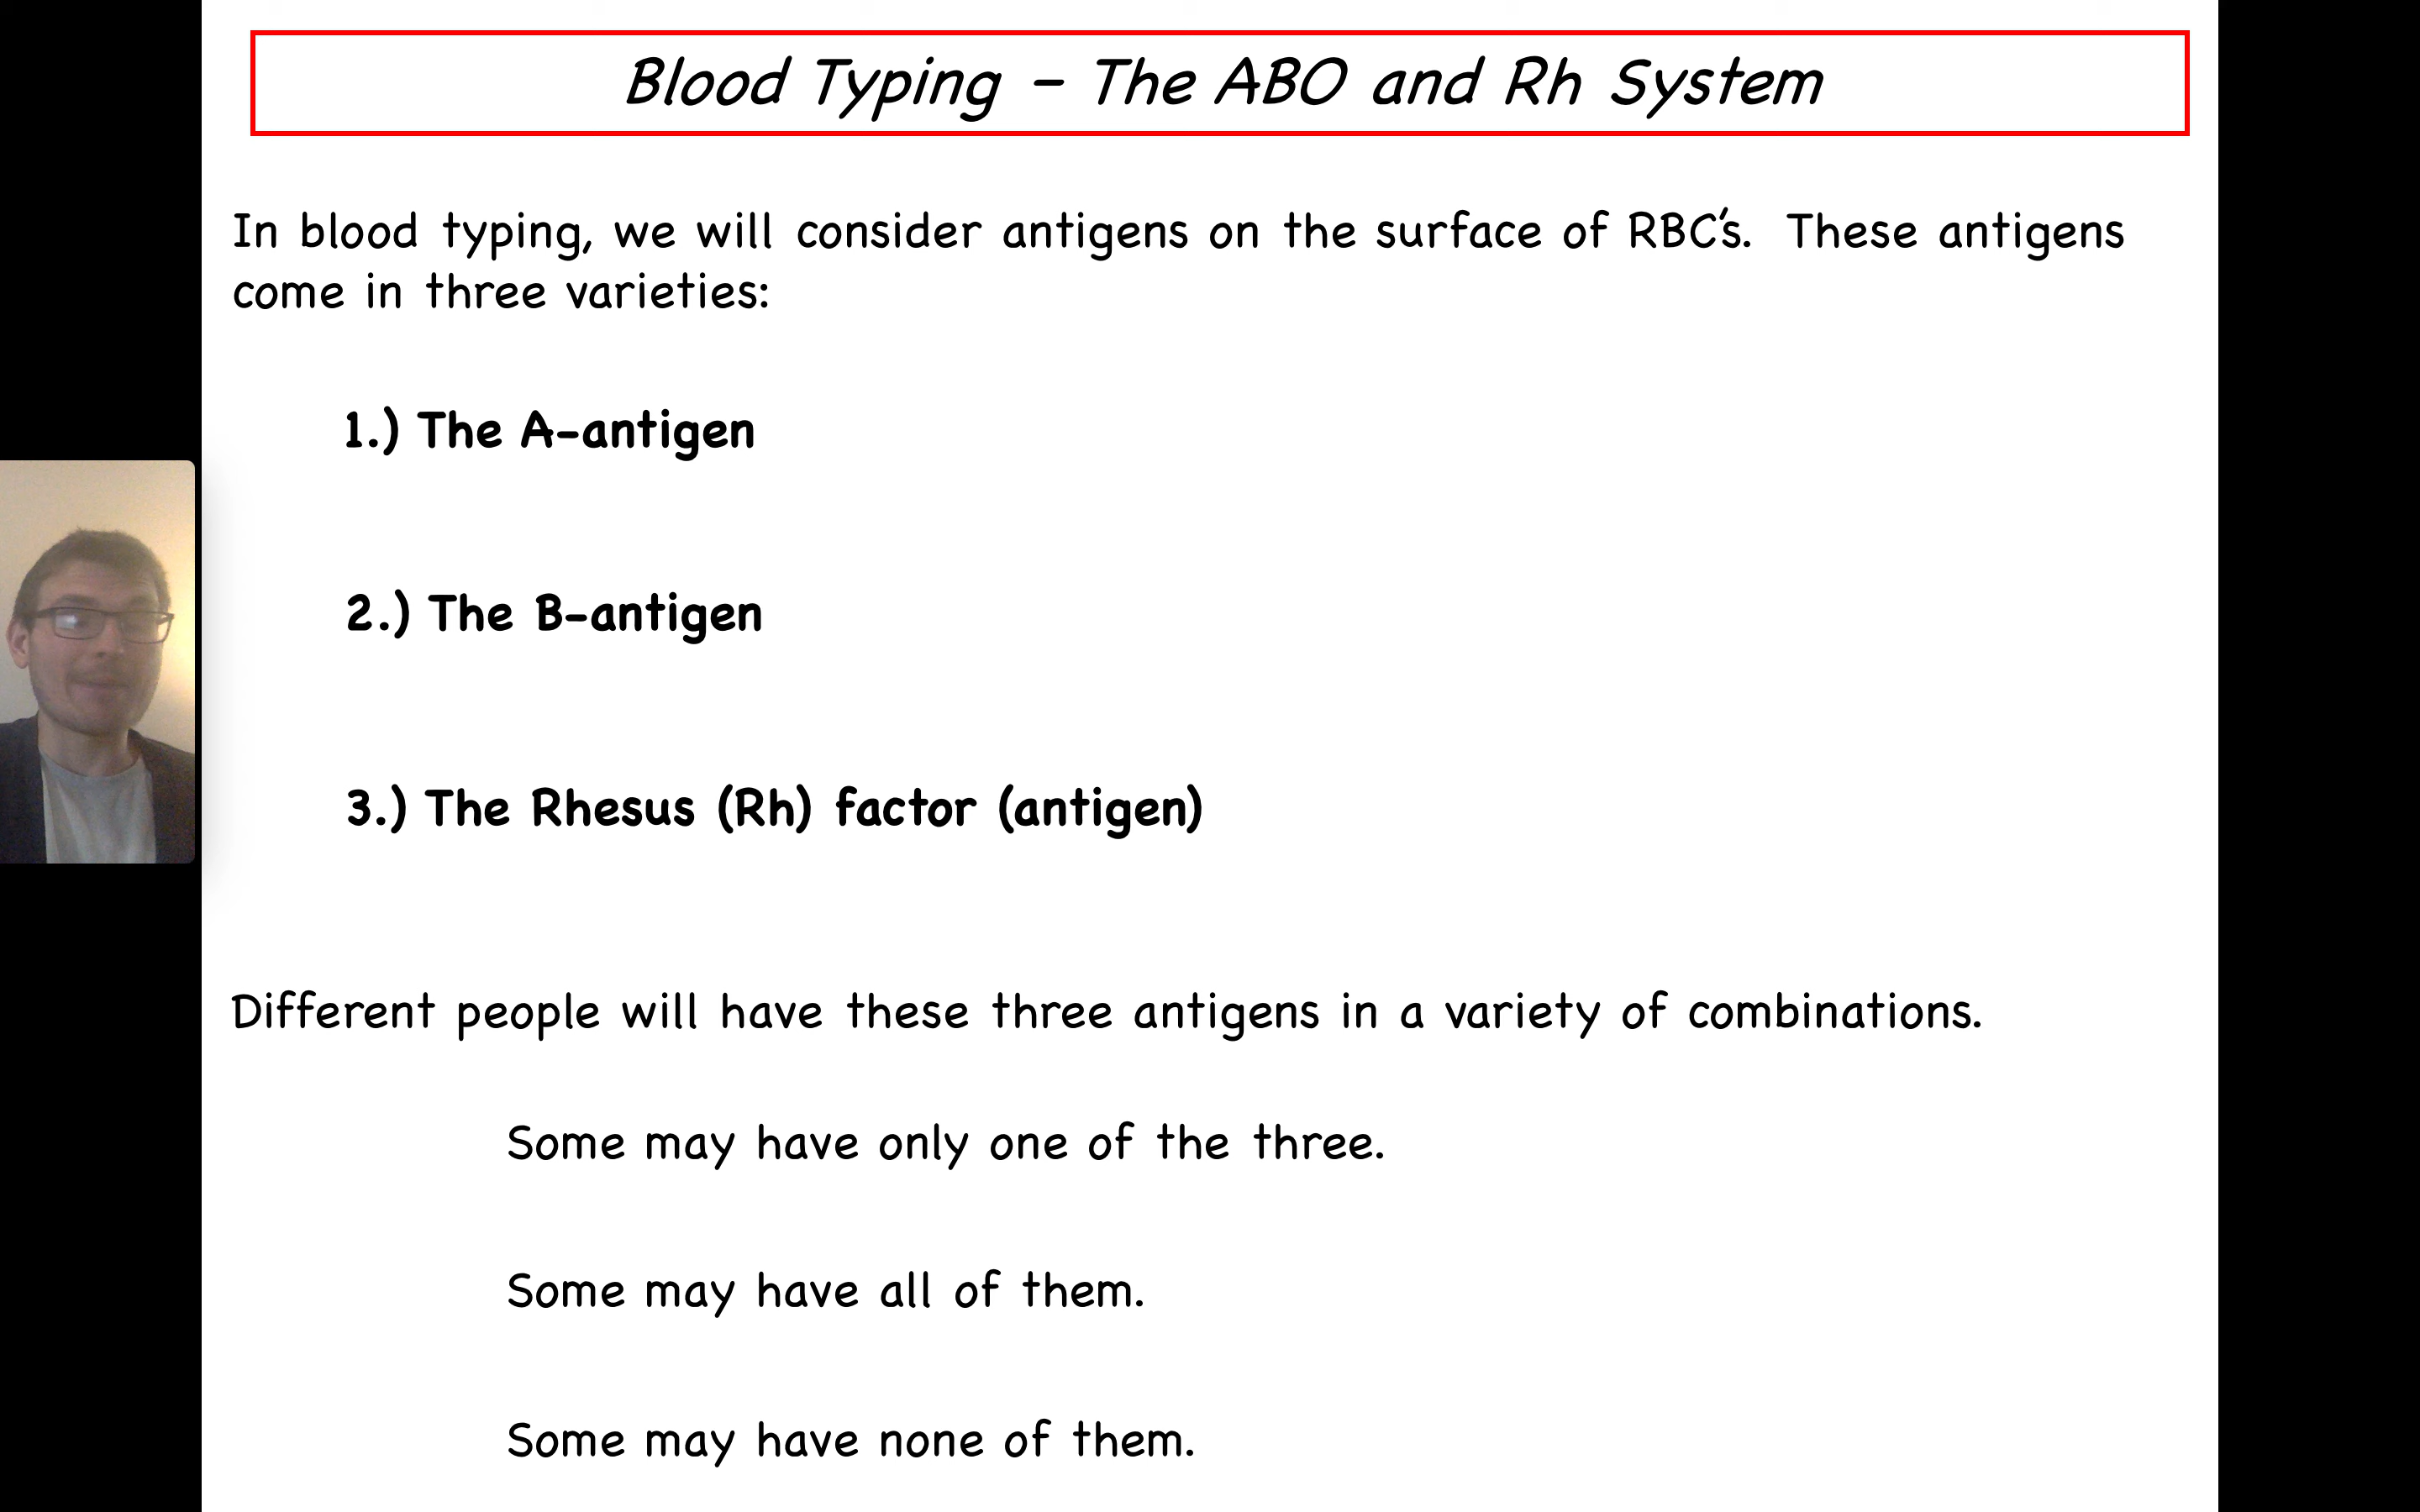 Blood Typing – The ABO and Rh System
In blood typing, we will consider antigens on the surface of RBC's. These antigens
come in three varieties:
1.) The A-antigen
2.) The B-antigen
3.) The Rhesus (Rh) factor (antigen)
Different people will have these three antigens in a variety of combinations.
Some may have only one of the three.
Some may have all of them.
Some may have none of them.